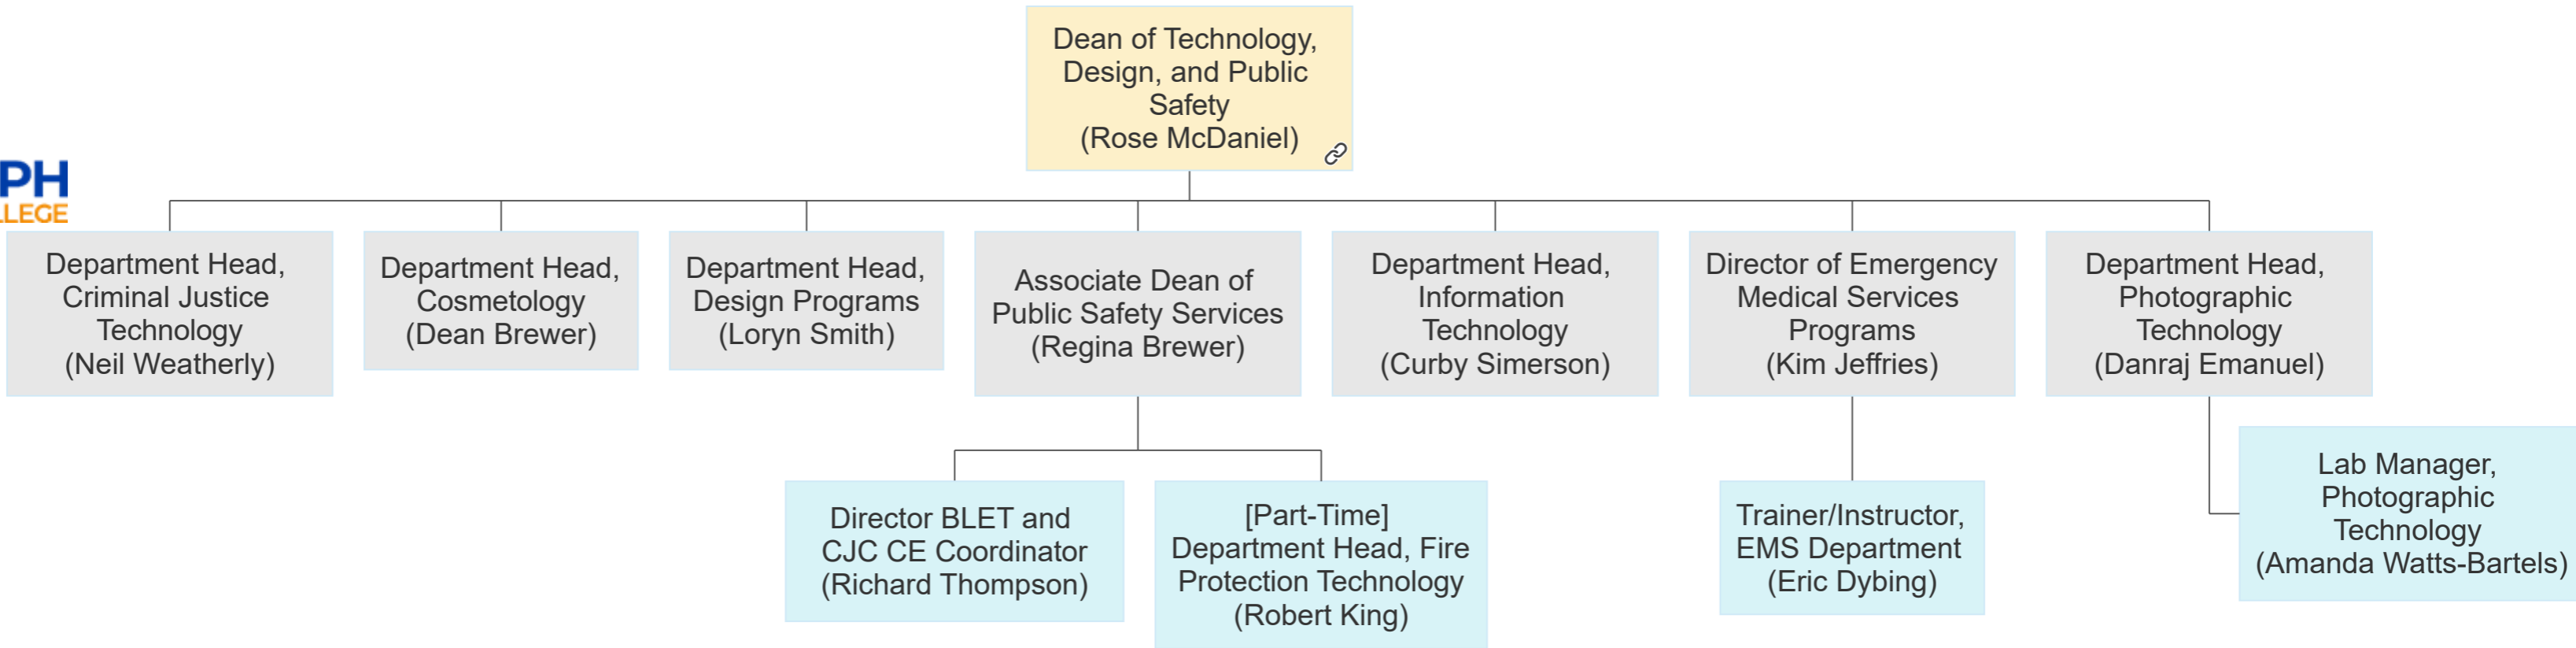 Dean of Technology,
Design, and Public
Safety
(Rose McDaniel)
PH
LLEGE
Department Head,
Criminal Justice
Technology
(Neil Weatherly)
Department Head,
Cosmetology
(Dean Brewer)
Department Head,
Design Programs
(Loryn Smith)
Associate Dean of
Public Safety Services
(Regina Brewer)
Department Head,
Information
Technology
(Curby Simerson)
Director of Emergency
Medical Services
Programs
(Kim Jeffries)
Department Head,
Photographic
Technology
(Danraj Emanuel)
Director BLET and
CJC CE Coordinator
(Richard Thompson)
[Part-Time]
Department Head, Fire
Protection Technology
(Robert King)
Trainer/Instructor,
EMS Department
(Eric Dybing)
Lab Manager,
Photographic
Technology
(Amanda Watts-Bartels)